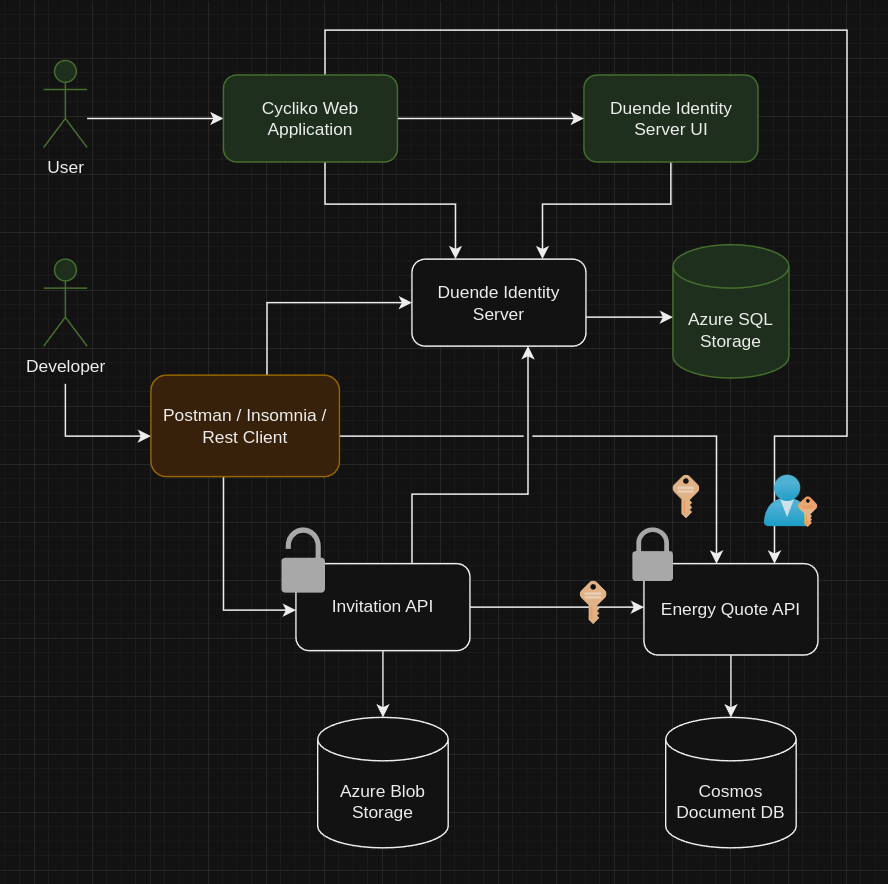 Cycliko Web
Application
Duende Identity
Server UI
User
Duende Identity
Server
Azure SQL
Storage
Developer
Postman / Insomnia /
Rest Client
Invitation API
Energy Quote API
Azure Blob
Storage
Cosmos
Document DB